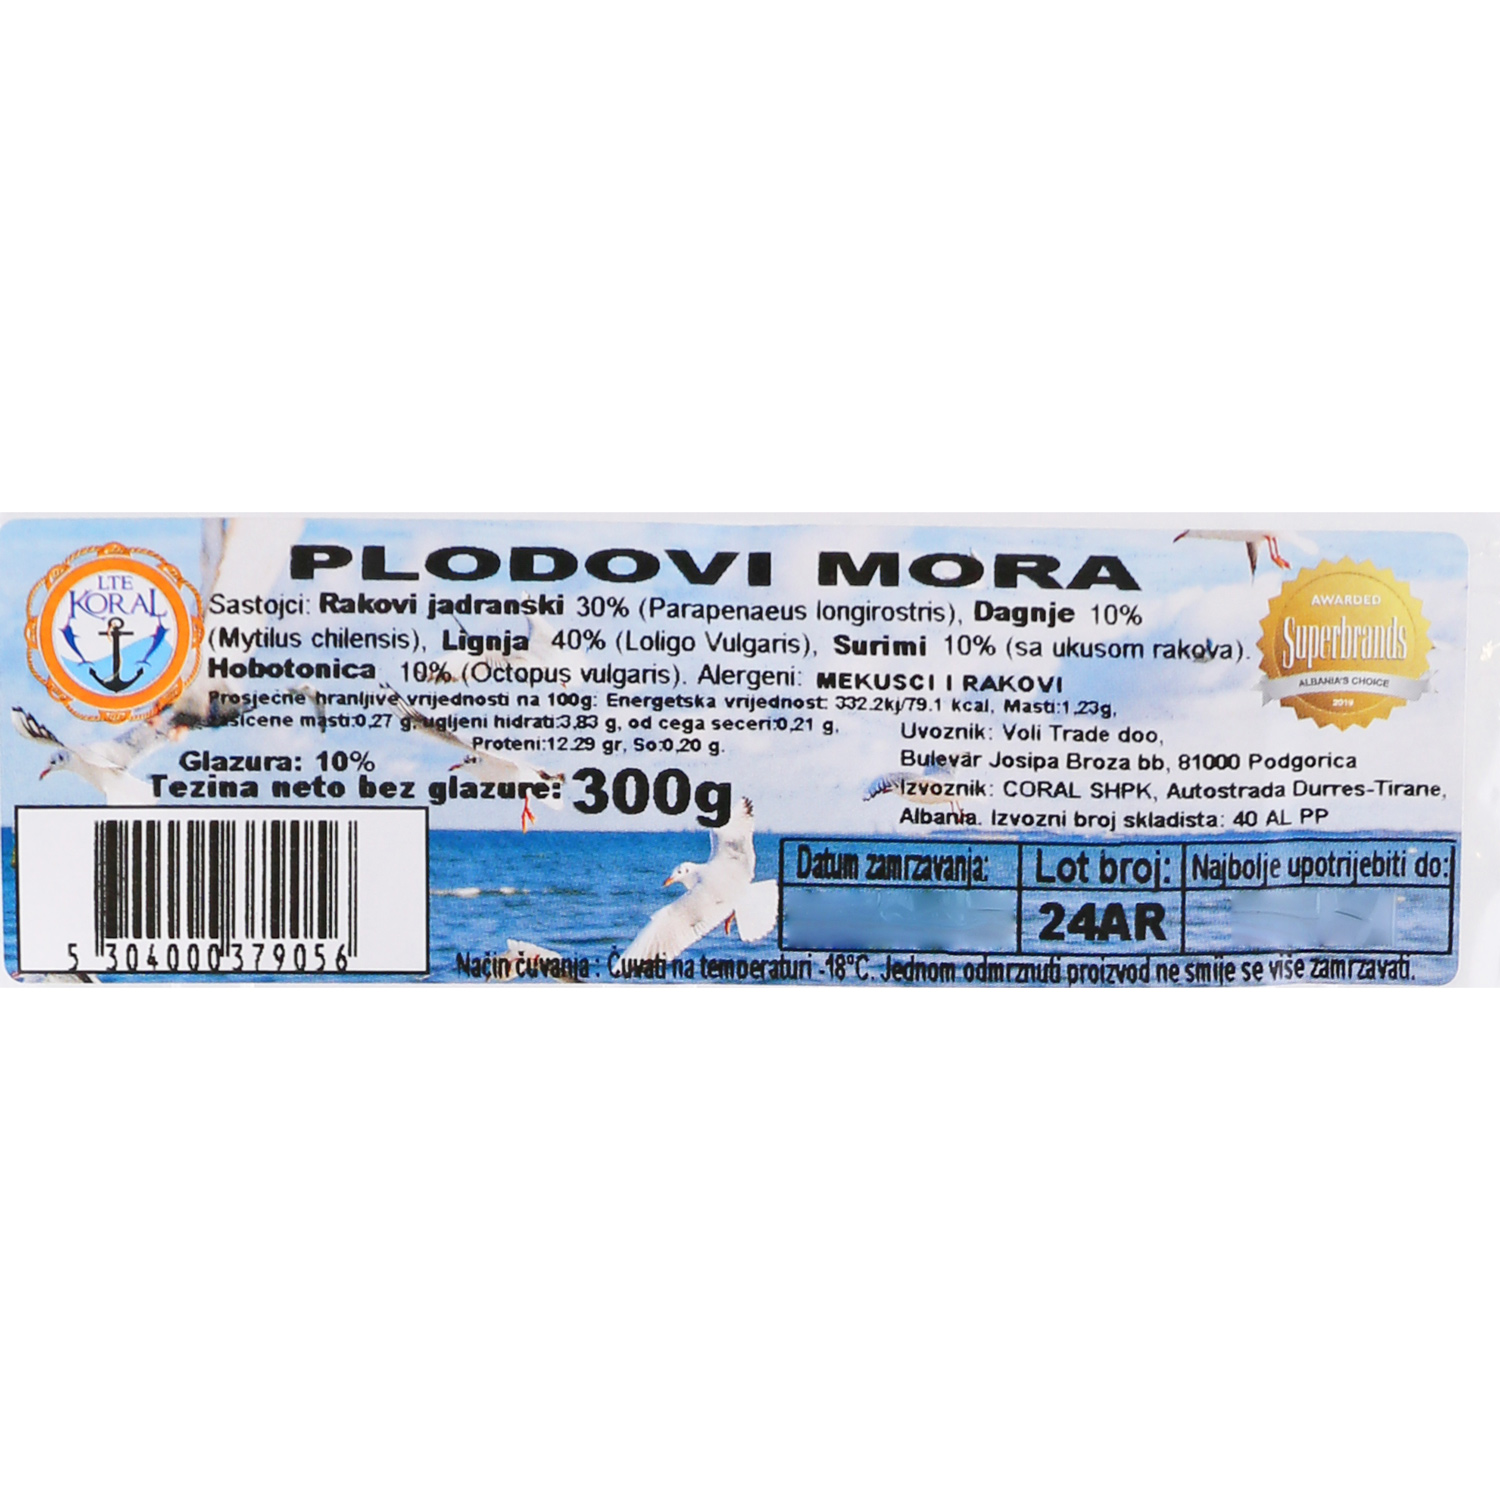 PLODOVI MORA
LTE
KORAL
Sastojci: Rakovi jadranski 30% (Parapenaeus longirostris), Dagnje 10%
(Mytilus chilensis), Lignja 40% (Loligo Vulgaris), Surimi 10% (sa ukusom rakova).
Hobotonica 10% (Octopus vulgaris). Alergeni: MEKUSCI I RAKOVI
Prosječne hranljive vrijednosti na 100g: Energetska vrijednost: 332.2kj/79.1 kcal, Masti:1,23g,
zasicene masti:0,27 g, ugljeni hidrati:3,83 g, od cega seceri:0,21 g,
Proteni:12.29 gr, So:0,20 g.
Glazura: 10%
Tezina neto bez glazure: 300g
Uvoznik: Voli Trade doo,
Bulevar Josipa Broza bb, 81000 Podgorica
Izvoznik: CORAL SHPK, Autostrada Durres-Tirane,
Albania. Izvozni broj skladista: 40 AL PP
AWARDED
Superbrands
ALBANIA'S CHOICE
2019
5 304000 379056
Datum zamrzavanja:
Lot broj:
24AR
Najbolje upotrijebiti do:
Način čuvanja : Čuvati na temperaturi -18°C. Jednom odmrznuti proizvod ne smije se više zamrzavati.